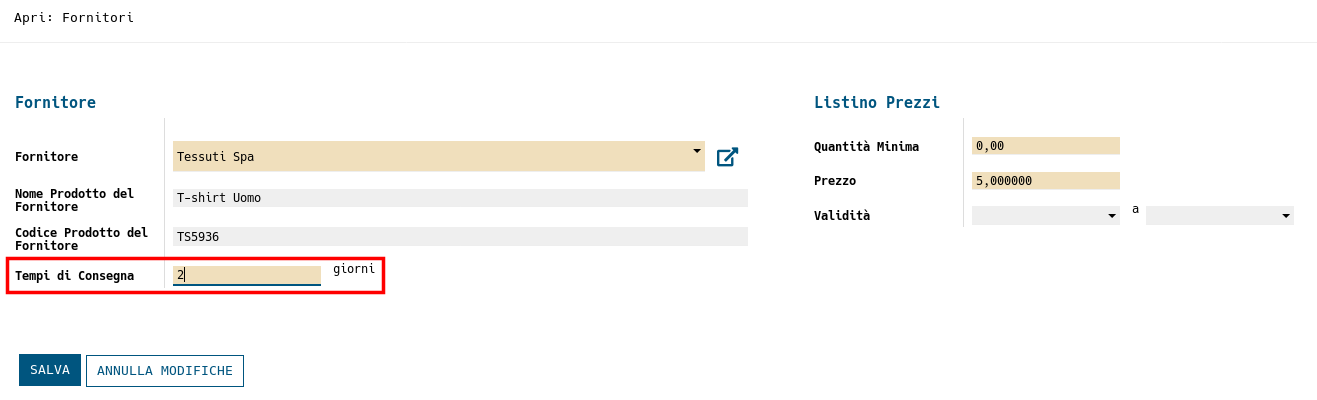 Apri: Fornitori
Fornitore
Fornitore Tessuti Spa
Nome Prodotto del
Fornitore
T-shirt Uomo
Codice Prodotto del
Fornitore
TS5936
Tempi di Consegna 2 giorni
Listino Prezzi
Quantità Minima 0,00
Prezzo 5,000000
Validità a
SALVA ANNULLA MODIFICHE